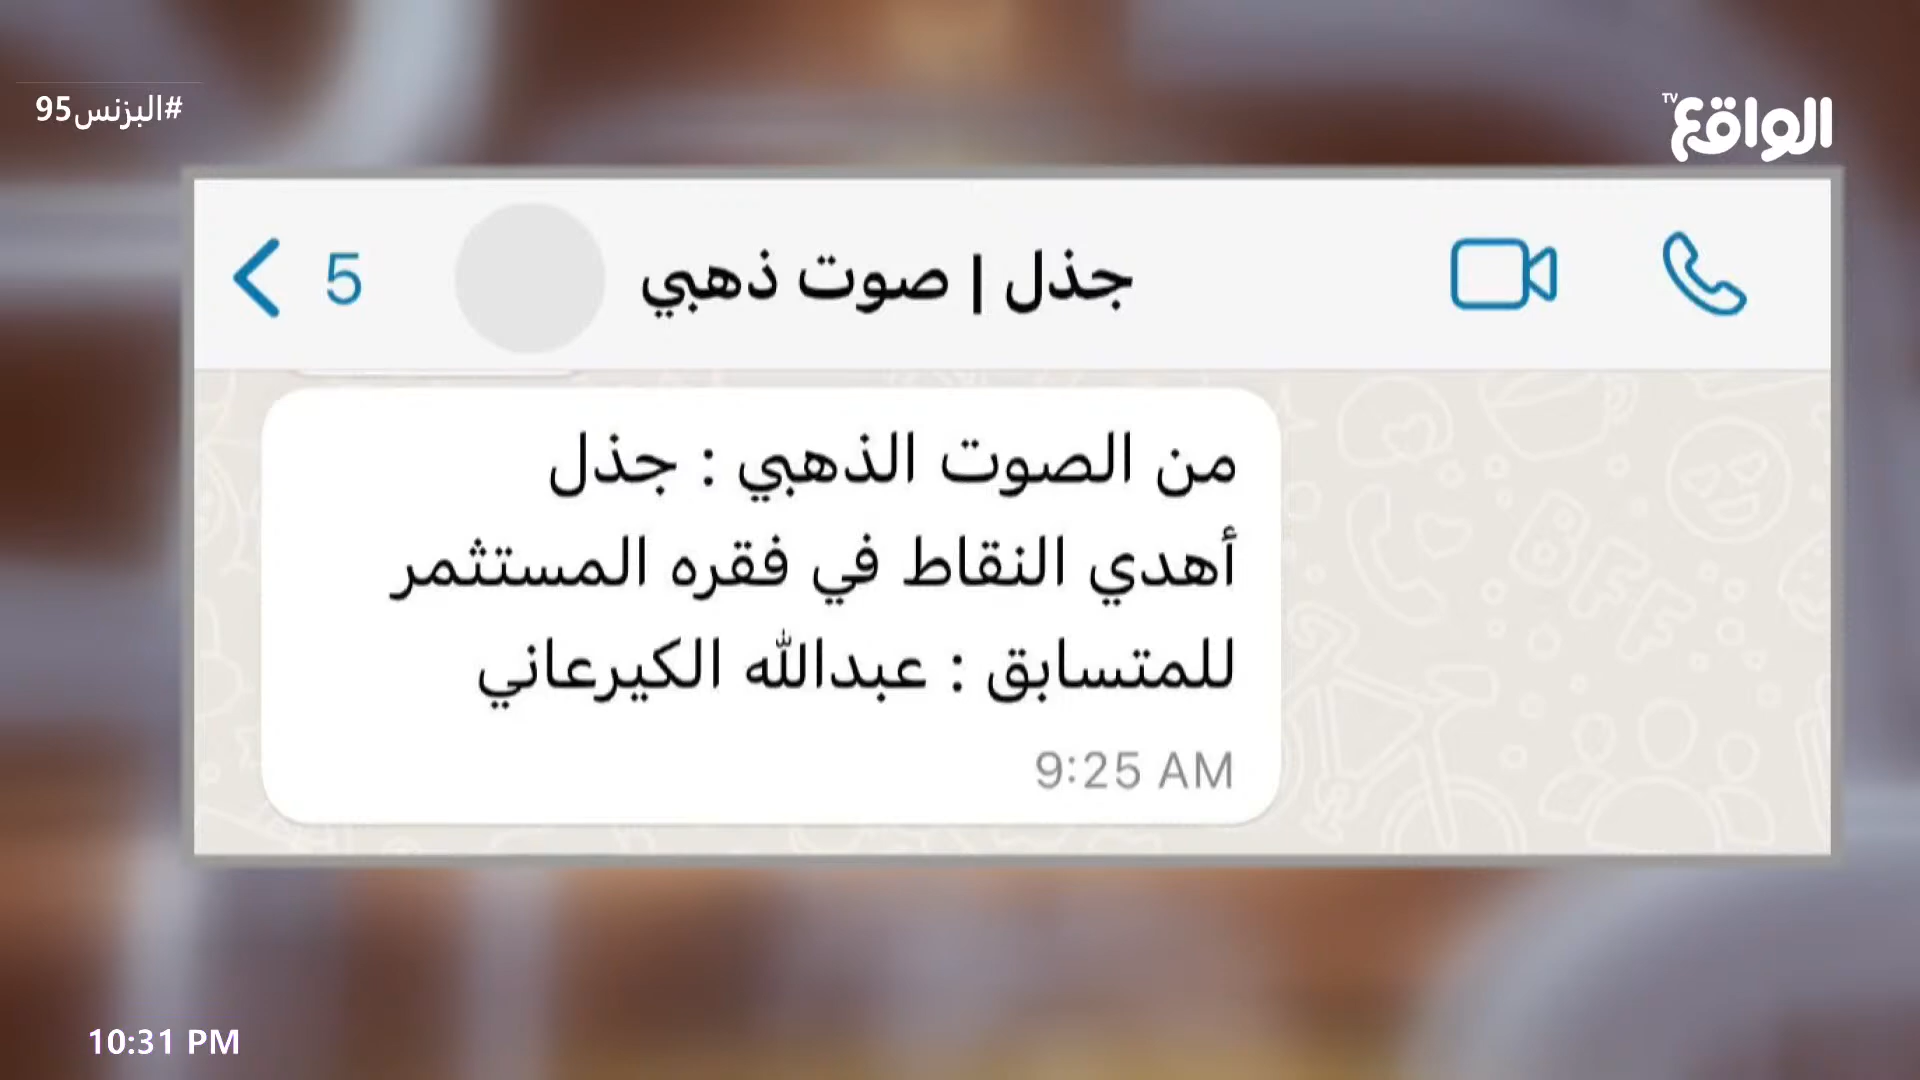 #البزنس95
الواقع TV
5
جذل | صوت ذهبي
من الصوت الذهبي : جذل
أهدي النقاط في فقره المستثمر
للمتسابق : عبدالله الكيرعاني
9:25 AM
10:31 PM